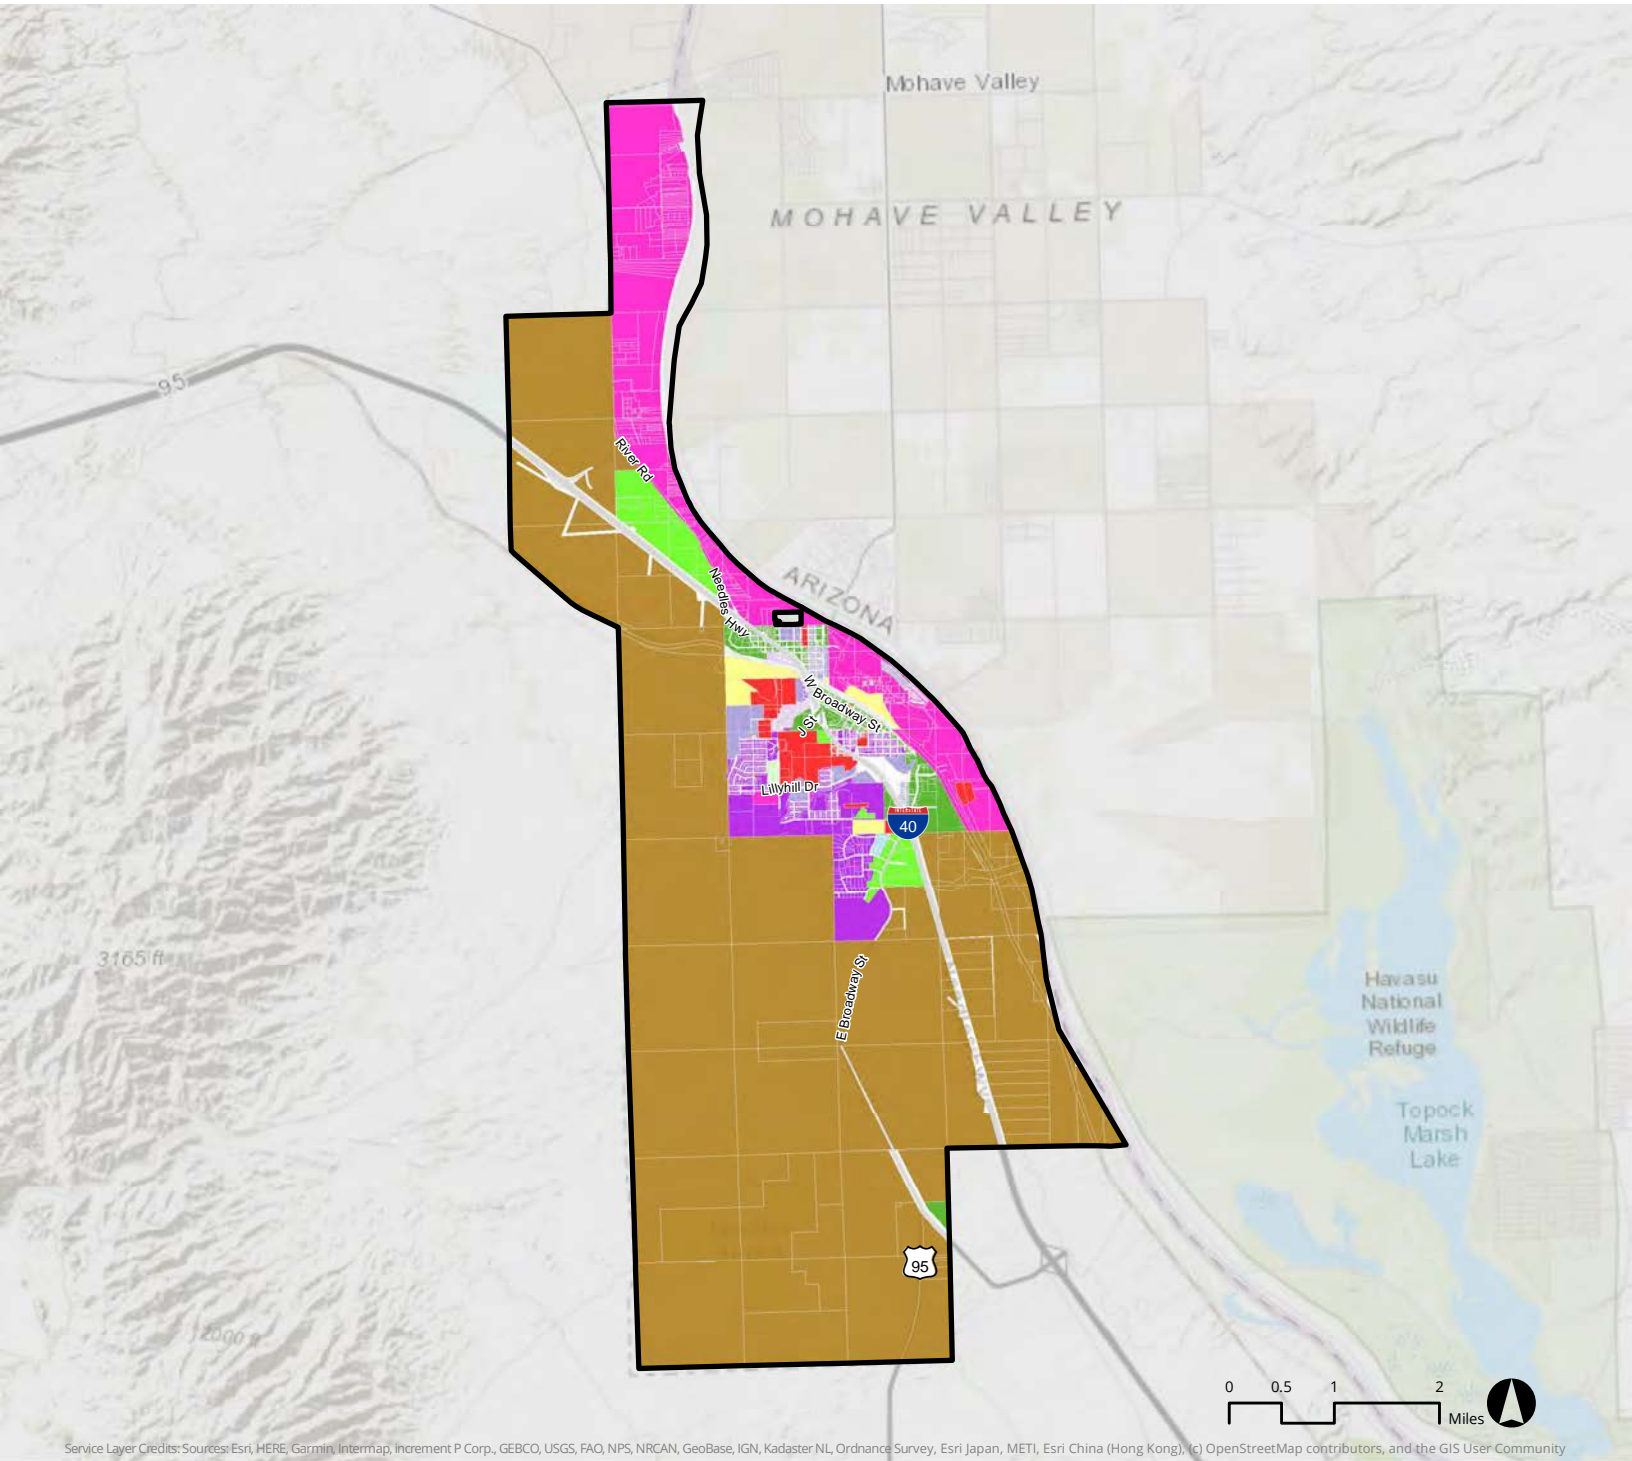 Mohave Valley
MOHAVE VALLEY
95
River Rd
ARIZONA
Needles Hwy
W Broadway St
J St
Lillyhill Dr
40
3165 ft
E Broadway St
Havasu
National
Wildlife
Refuge
Topock
Marsh
Lake
95
2000 ft
0 0.5 1 2
Miles
Service Layer Credits: Sources: Esri, HERE, Garmin, Intermap, increment P Corp., GEBCO, USGS, FAO, NPS, NRCAN, GeoBase, IGN, Kadaster NL, Ordnance Survey, Esri Japan, METI, Esri China (Hong Kong), (c) OpenStreetMap contributors, and the GIS User Community